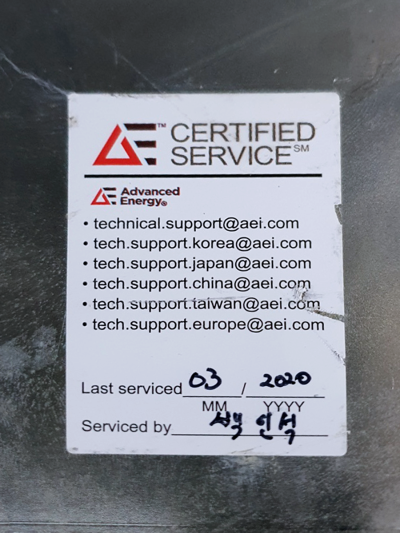 AE™ CERTIFIED
SERVICE℠
AE Advanced
Energy®
• technical.support@aei.com
• tech.support.korea@aei.com
• tech.support.japan@aei.com
• tech.support.china@aei.com
• tech.support.taiwan@aei.com
• tech.support.europe@aei.com
Last serviced 03 / 2020
MM YYYY
Serviced by